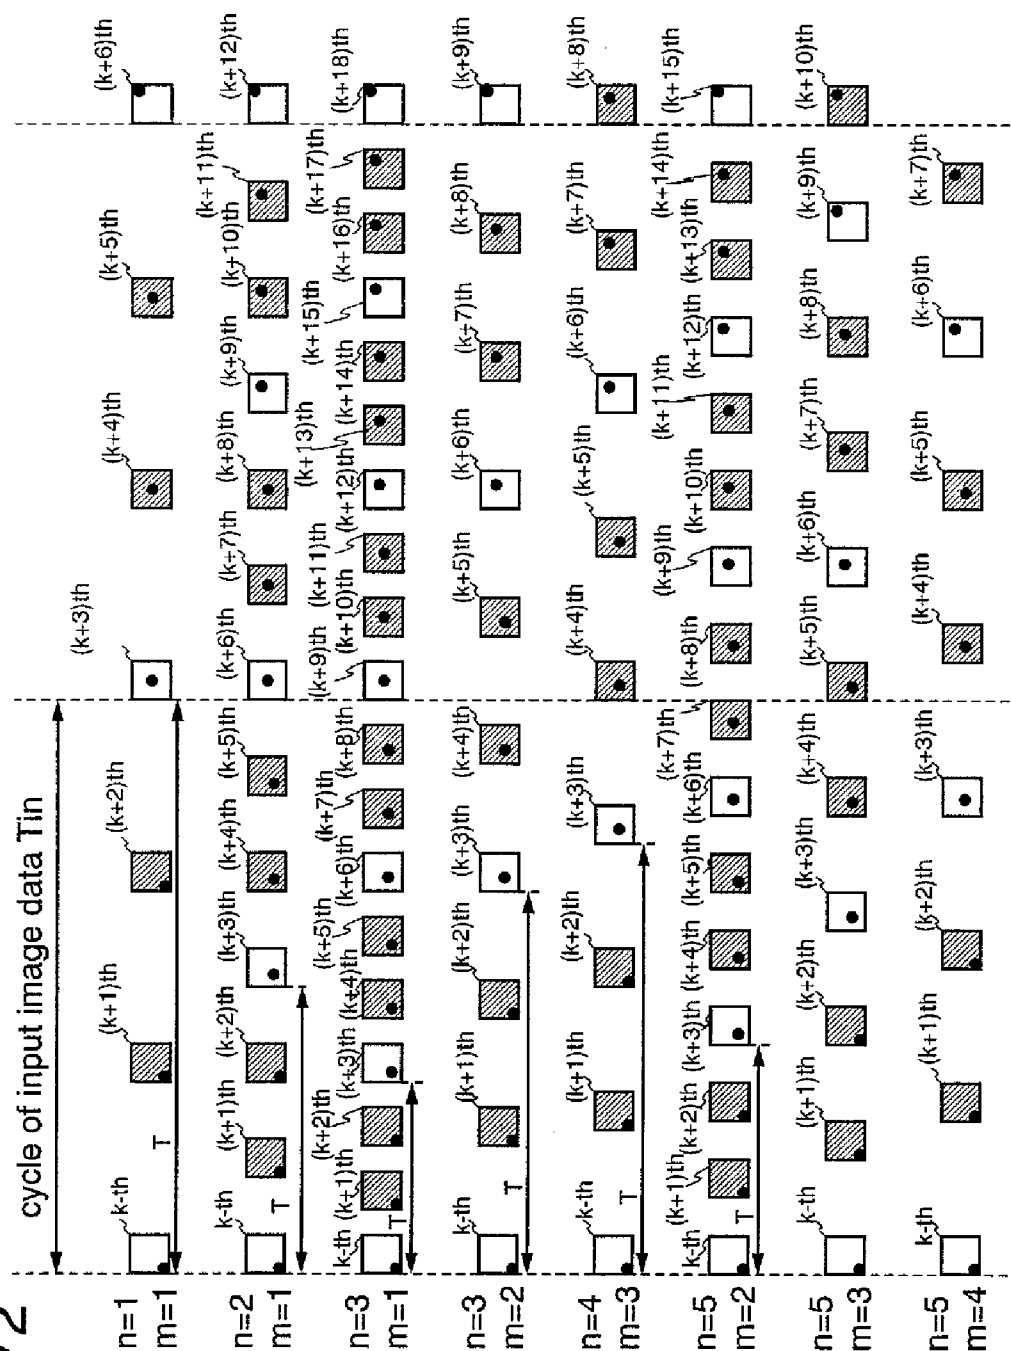 cycle of input image data Tin
n=1
m=1
k-th
(k+1)th
(k+2)th
(k+3)th
(k+4)th
(k+5)th
(k+6)th
T
n=2
m=1
k-th
(k+1)th
(k+2)th
(k+3)th
(k+4)th
(k+5)th
(k+6)th
(k+7)th
(k+8)th
(k+9)th
(k+10)th
(k+11)th
(k+12)th
T
n=3
m=1
k-th
(k+1)th
(k+2)th
(k+3)th
(k+4)th
(k+5)th
(k+6)th
(k+7)th
(k+8)th
(k+9)th
(k+10)th
(k+11)th
(k+12)th
(k+13)th
(k+14)th
(k+15)th
(k+16)th
(k+17)th
(k+18)th
T
n=3
m=2
k-th
(k+1)th
(k+2)th
(k+3)th
(k+4)th
(k+5)th
(k+6)th
(k+7)th
(k+8)th
(k+9)th
T
n=4
m=3
k-th
(k+1)th
(k+2)th
(k+3)th
(k+4)th
(k+5)th
(k+6)th
(k+7)th
(k+8)th
T
n=5
m=2
k-th
(k+1)th
(k+2)th
(k+3)th
(k+4)th
(k+5)th
(k+6)th
(k+7)th
(k+8)th
(k+9)th
(k+10)th
(k+11)th
(k+12)th
(k+13)th
(k+14)th
(k+15)th
T
n=5
m=3
k-th
(k+1)th
(k+2)th
(k+3)th
(k+4)th
(k+5)th
(k+6)th
(k+7)th
(k+8)th
(k+9)th
(k+10)th
n=5
m=4
k-th
(k+1)th
(k+2)th
(k+3)th
(k+4)th
(k+5)th
(k+6)th
(k+7)th